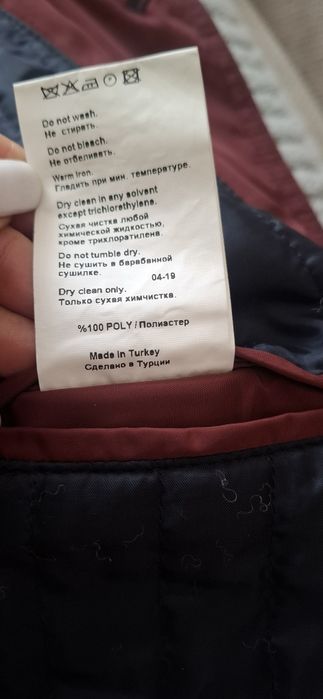 Do not wash.
Не стирать.
Do not bleach.
Не отбеливать.
Warm Iron.
Гладить при мин. температуре.
Dry clean in any solvent
except trichlorethylene.
Сухая чистка любой
химической жидкостью,
кроме трихлоратилена.
Do not tumble dry.
Не сушить в барабанной
сушилке.
04-19
Dry clean only.
Только сухая химчистка.
%100 POLY / Полиастер
Made in Turkey
Сделано в Турции